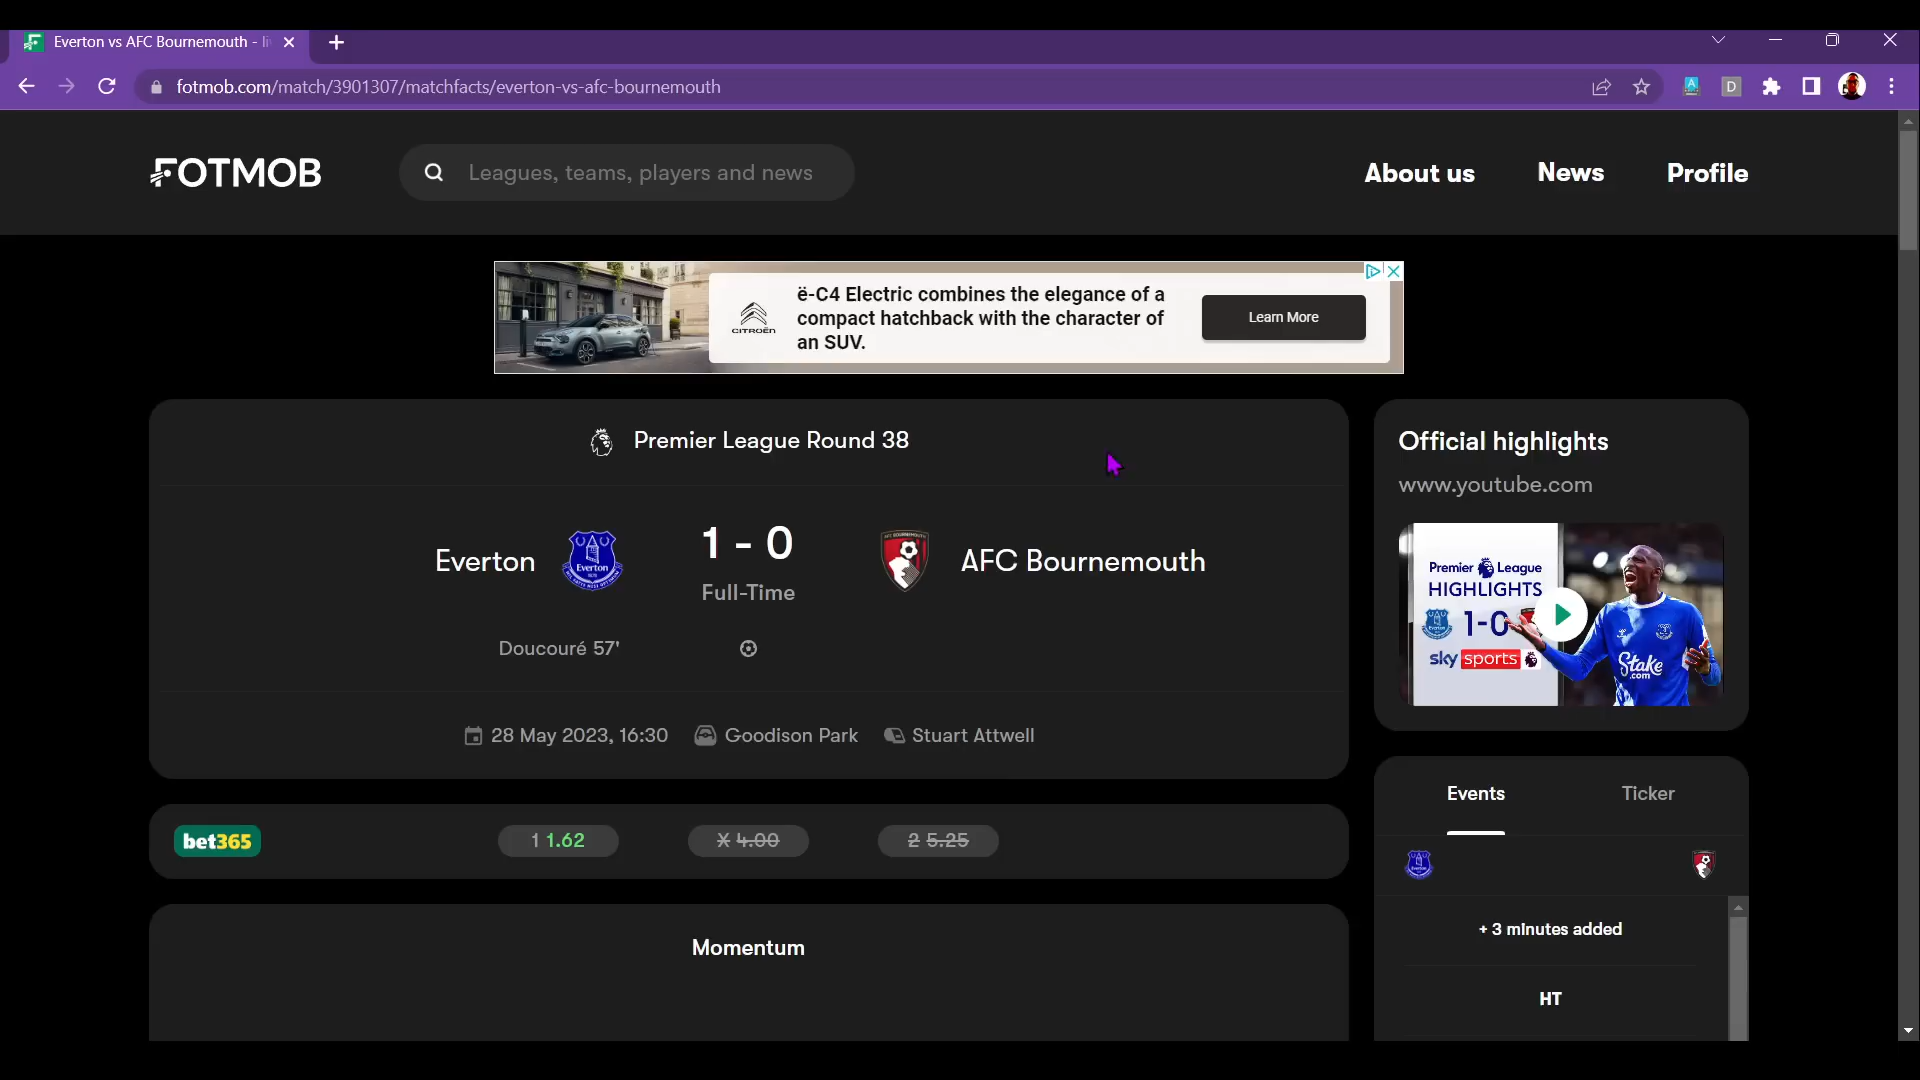 Everton vs AFC Bournemouth - li
fotmob.com/match/3901307/matchfacts/everton-vs-afc-bournemouth
D
FOTMOB
Leagues, teams, players and news
About us
News
Profile
CITROËN
ë-C4 Electric combines the elegance of a
compact hatchback with the character of
an SUV.
Learn More
Premier League Round 38
Everton
Everton
1 - 0
Full-Time
AFC Bournemouth
Doucouré 57'
28 May 2023, 16:30
Goodison Park
Stuart Attwell
Official highlights
www.youtube.com
Premier League
HIGHLIGHTS
1-0
sky sports
Stake
.com
bet365
1 1.62
X 4.00
2 5.25
Events
Ticker
+ 3 minutes added
HT
Momentum